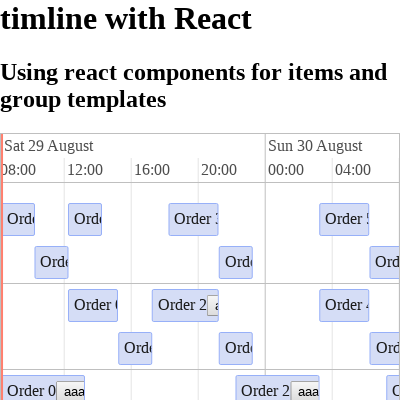 timline with React
Using react components for items and
group templates
Sat 29 August Sun 30 August
08:00 12:00 16:00 20:00 00:00 04:00
Orde Orde Order 3 Order 5
Orde Orde Ord
Order 0 Order 2 a Order 4
Orde Orde Ord
Order 0 aaa Order 2 aaa O